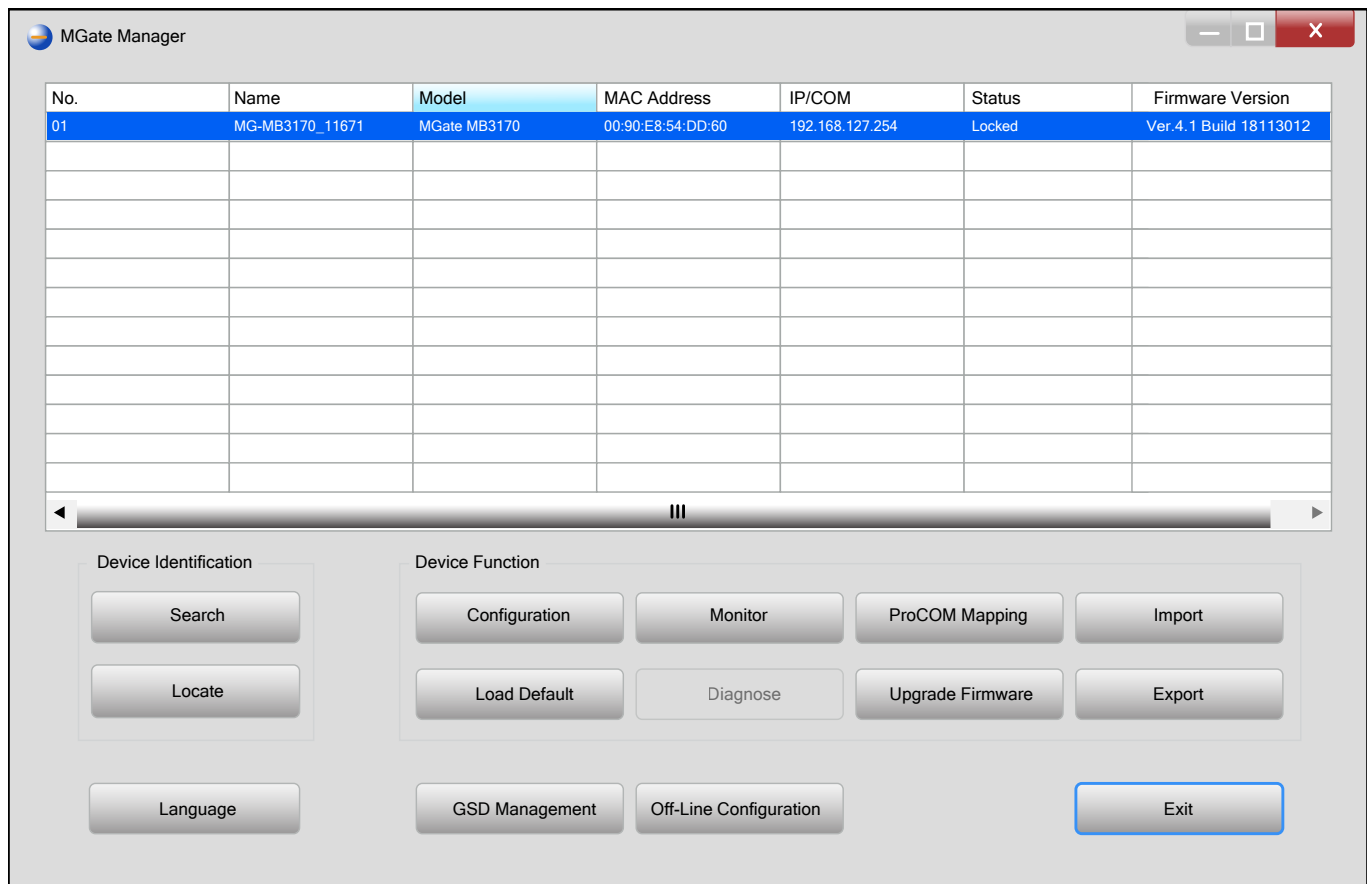 MGate Manager
No. Name Model MAC Address IP/COM Status Firmware Version
01 MG-MB3170_11671 MGate MB3170 00:90:E8:54:DD:60 192.168.127.254 Locked Ver.4.1 Build 18113012
Device Identification Device Function
Search Configuration Monitor ProCOM Mapping Import
Locate Load Default Diagnose Upgrade Firmware Export
Language GSD Management Off-Line Configuration Exit